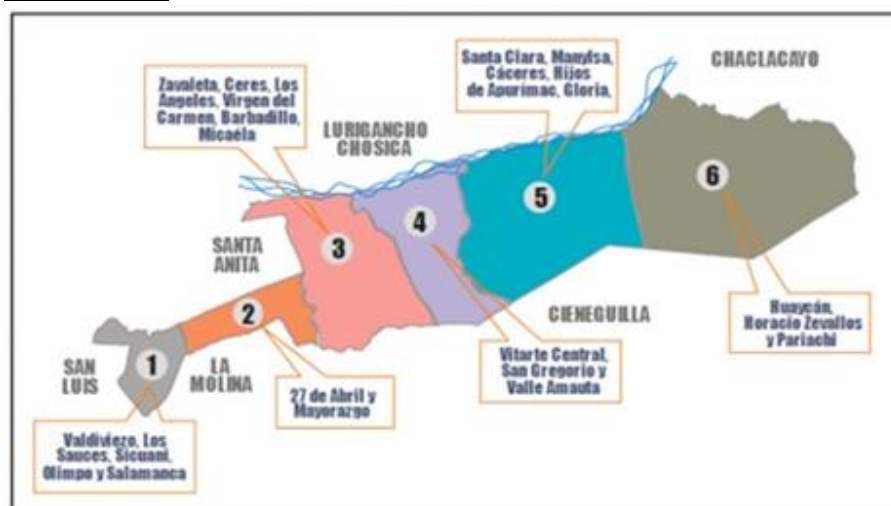 Zavaleta, Ceres, Los
Angeles, Virgen del
Carmen, Barbadillo,
Micaela
Santa Clara, Manylsa,
Cáceres, Hijos
de Apurimac, Gloria,
CHACLACAYO
LURIGANCHO
CHOSICA
6
5
4
3
SANTA
ANITA
2
CIENEGUILLA
Huaycán,
Horacio Zevallos
y Pariachi
1
SAN
LUIS
LA
MOLINA
Vitarte Central,
San Gregorio y
Valle Amauta
27 de Abril y
Mayorazgo
Valdiviezo, Los
Sauces, Sicuani,
Olimpo y Salamanca